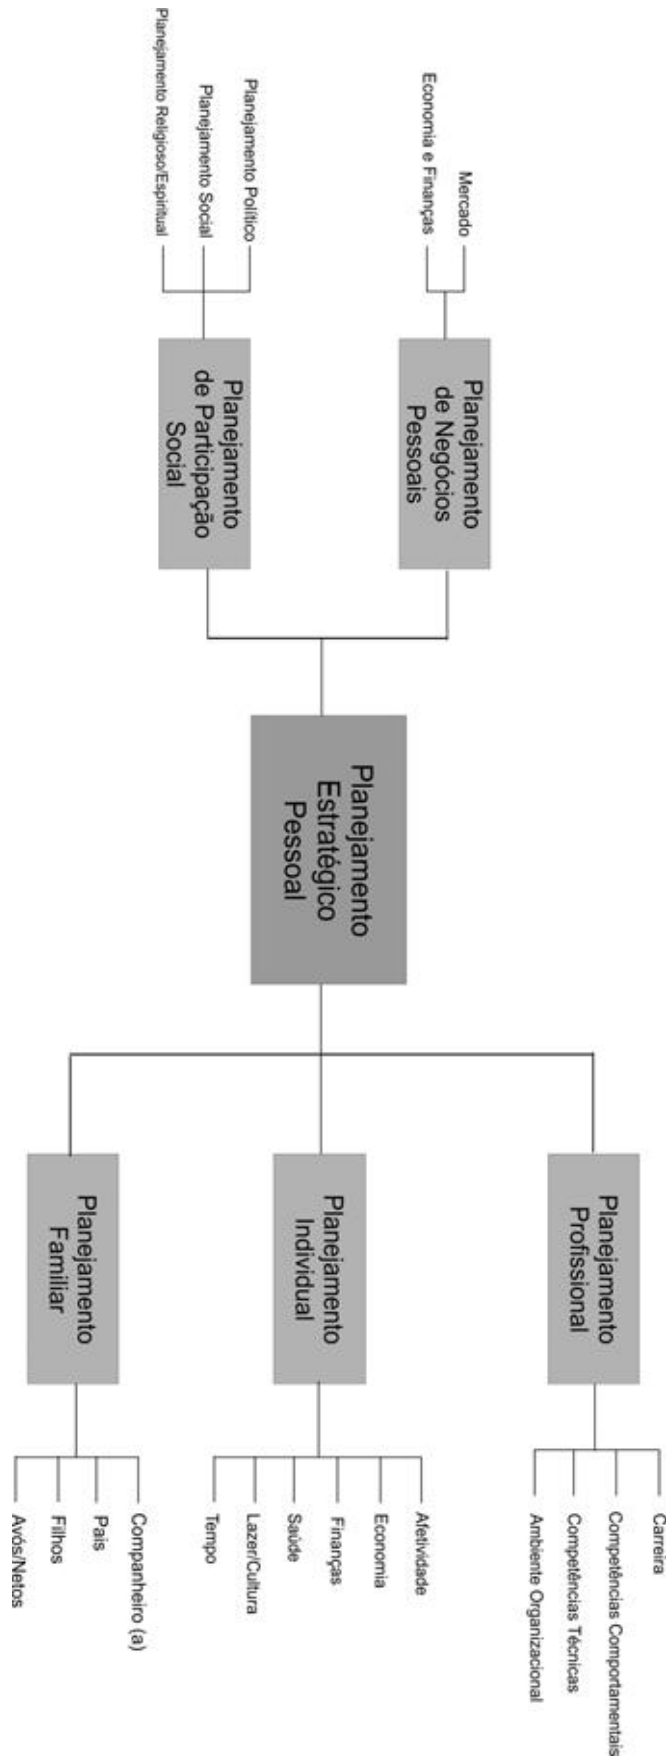 Mercado
Economia e Finanças
Planejamento
de Negócios
Pessoais
Planejamento Político
Planejamento Social
Planejamento Religioso/Espiritual
Planejamento
de Participação
Social
Planejamento
Estratégico
Pessoal
Planejamento
Profissional
Carreira
Competências Comportamentais
Competências Técnicas
Ambiente Organizacional
Planejamento
Individual
Afetividade
Economia
Finanças
Saúde
Lazer/Cultura
Tempo
Planejamento
Familiar
Companheiro (a)
Pais
Filhos
Avós/Netos